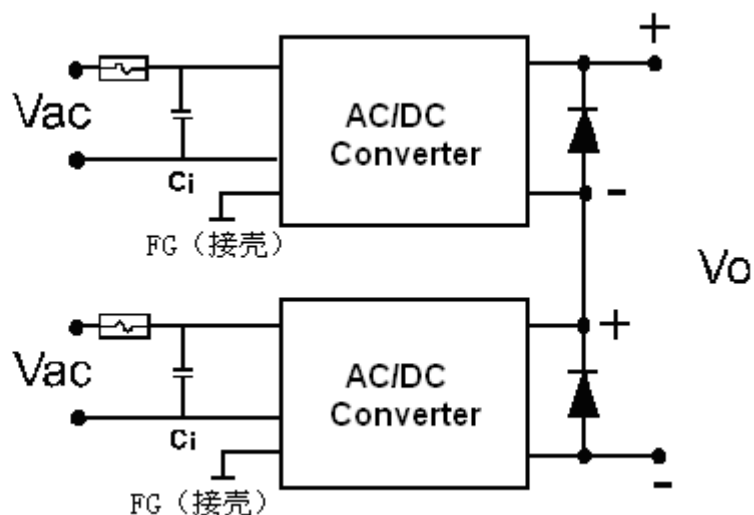 +
Vac
AC/DC
Converter
Ci
-
FG（接壳）
Vo
+
Vac
AC/DC
Converter
Ci
-
FG（接壳）